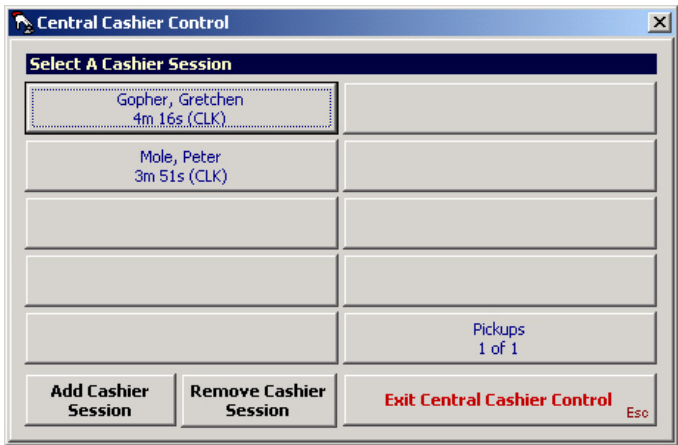 Central Cashier Control
Select A Cashier Session
Gopher, Gretchen
4m 16s (CLK)
Mole, Peter
3m 51s (CLK)
Pickups
1 of 1
Add Cashier
Session
Remove Cashier
Session
Exit Central Cashier Control
Esc